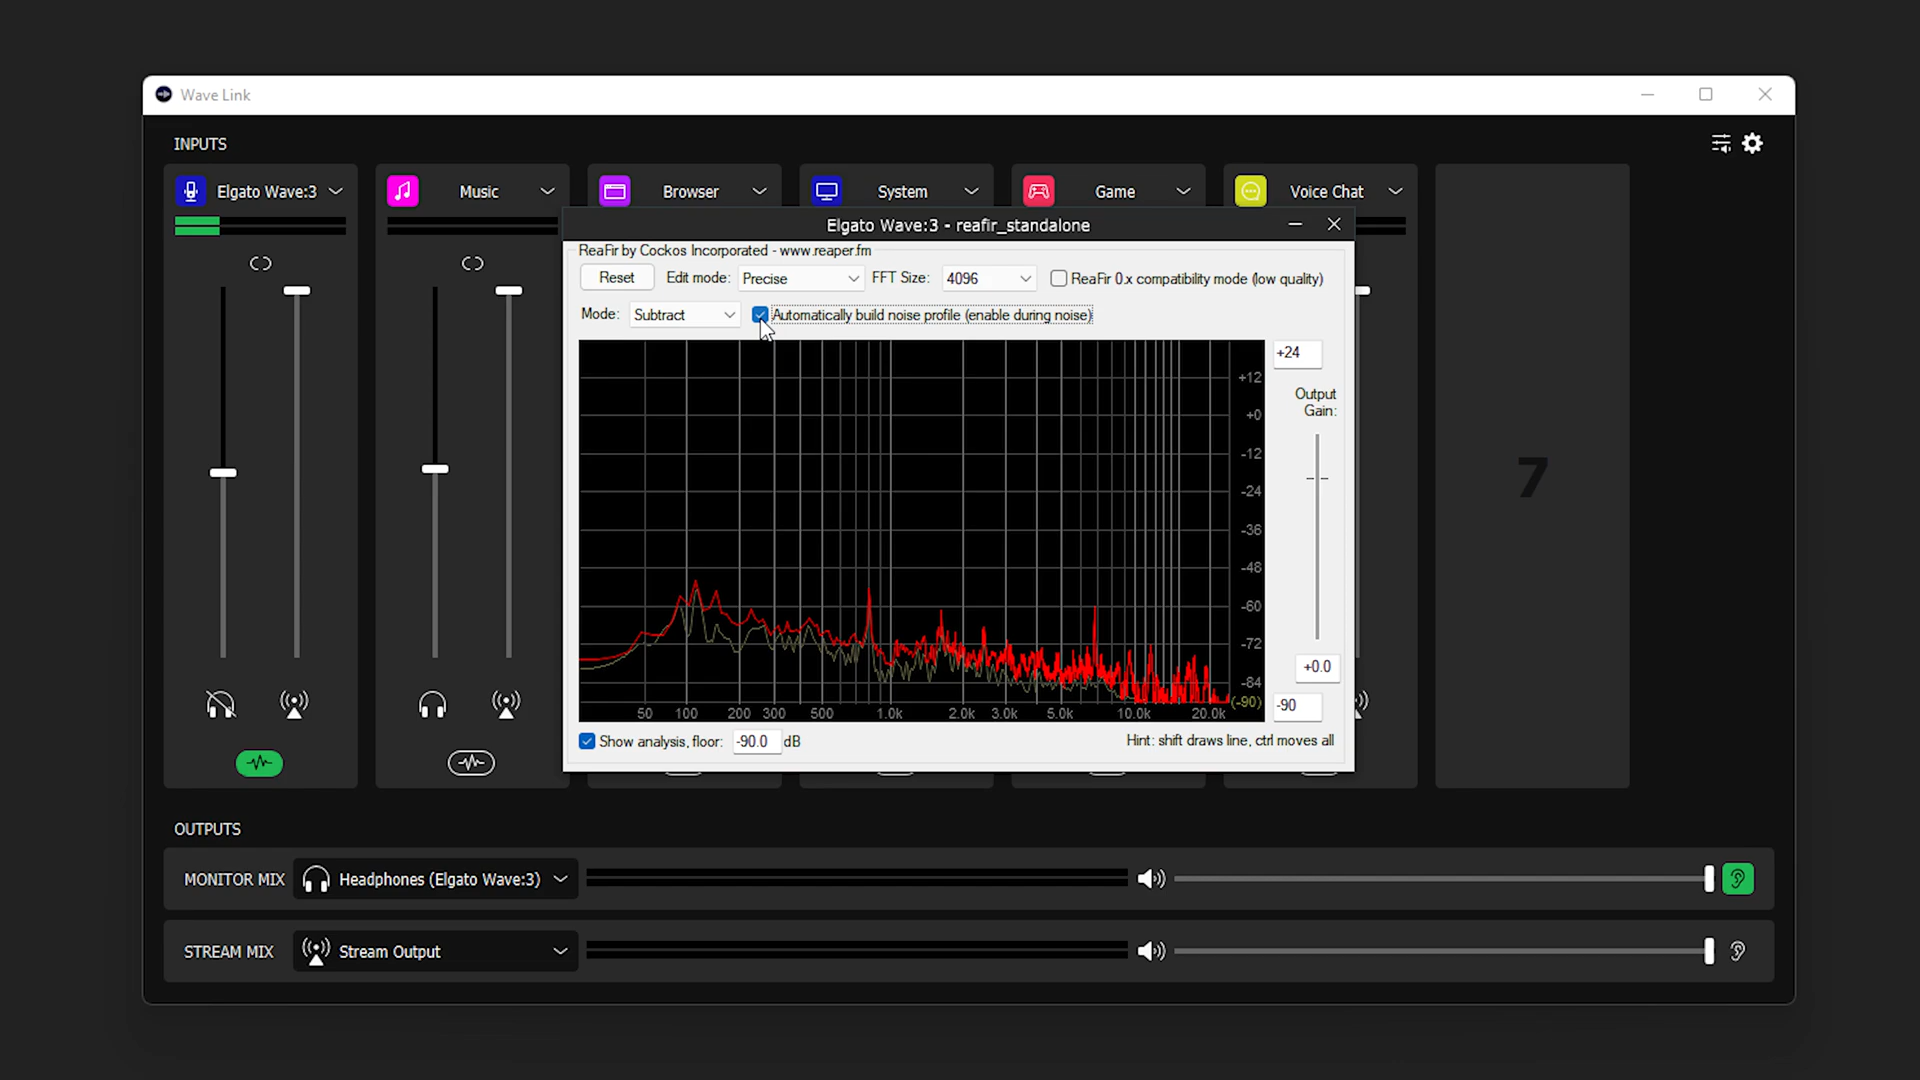 Wave Link
INPUTS
Elgato Wave:3
Music
Browser
System
Game
Voice Chat
Elgato Wave:3 - reafir_standalone
ReaFir by Cockos Incorporated - www.reaper.fm
Reset Edit mode: Precise FFT Size: 4096 ReaFir 0.x compatibility mode (low quality)
Mode: Subtract Automatically build noise profile (enable during noise)
+24
+12
Output
Gain:
+0
-12
-24
-36
-48
-60
-72
-84
(-90)
+0.0
-90
50 100 200 300 500 1.0k 2.0k 3.0k 5.0k 10.0k 20.0k
Show analysis, floor: -90.0 dB
Hint: shift draws line, ctrl moves all
7
OUTPUTS
MONITOR MIX Headphones (Elgato Wave:3)
STREAM MIX Stream Output